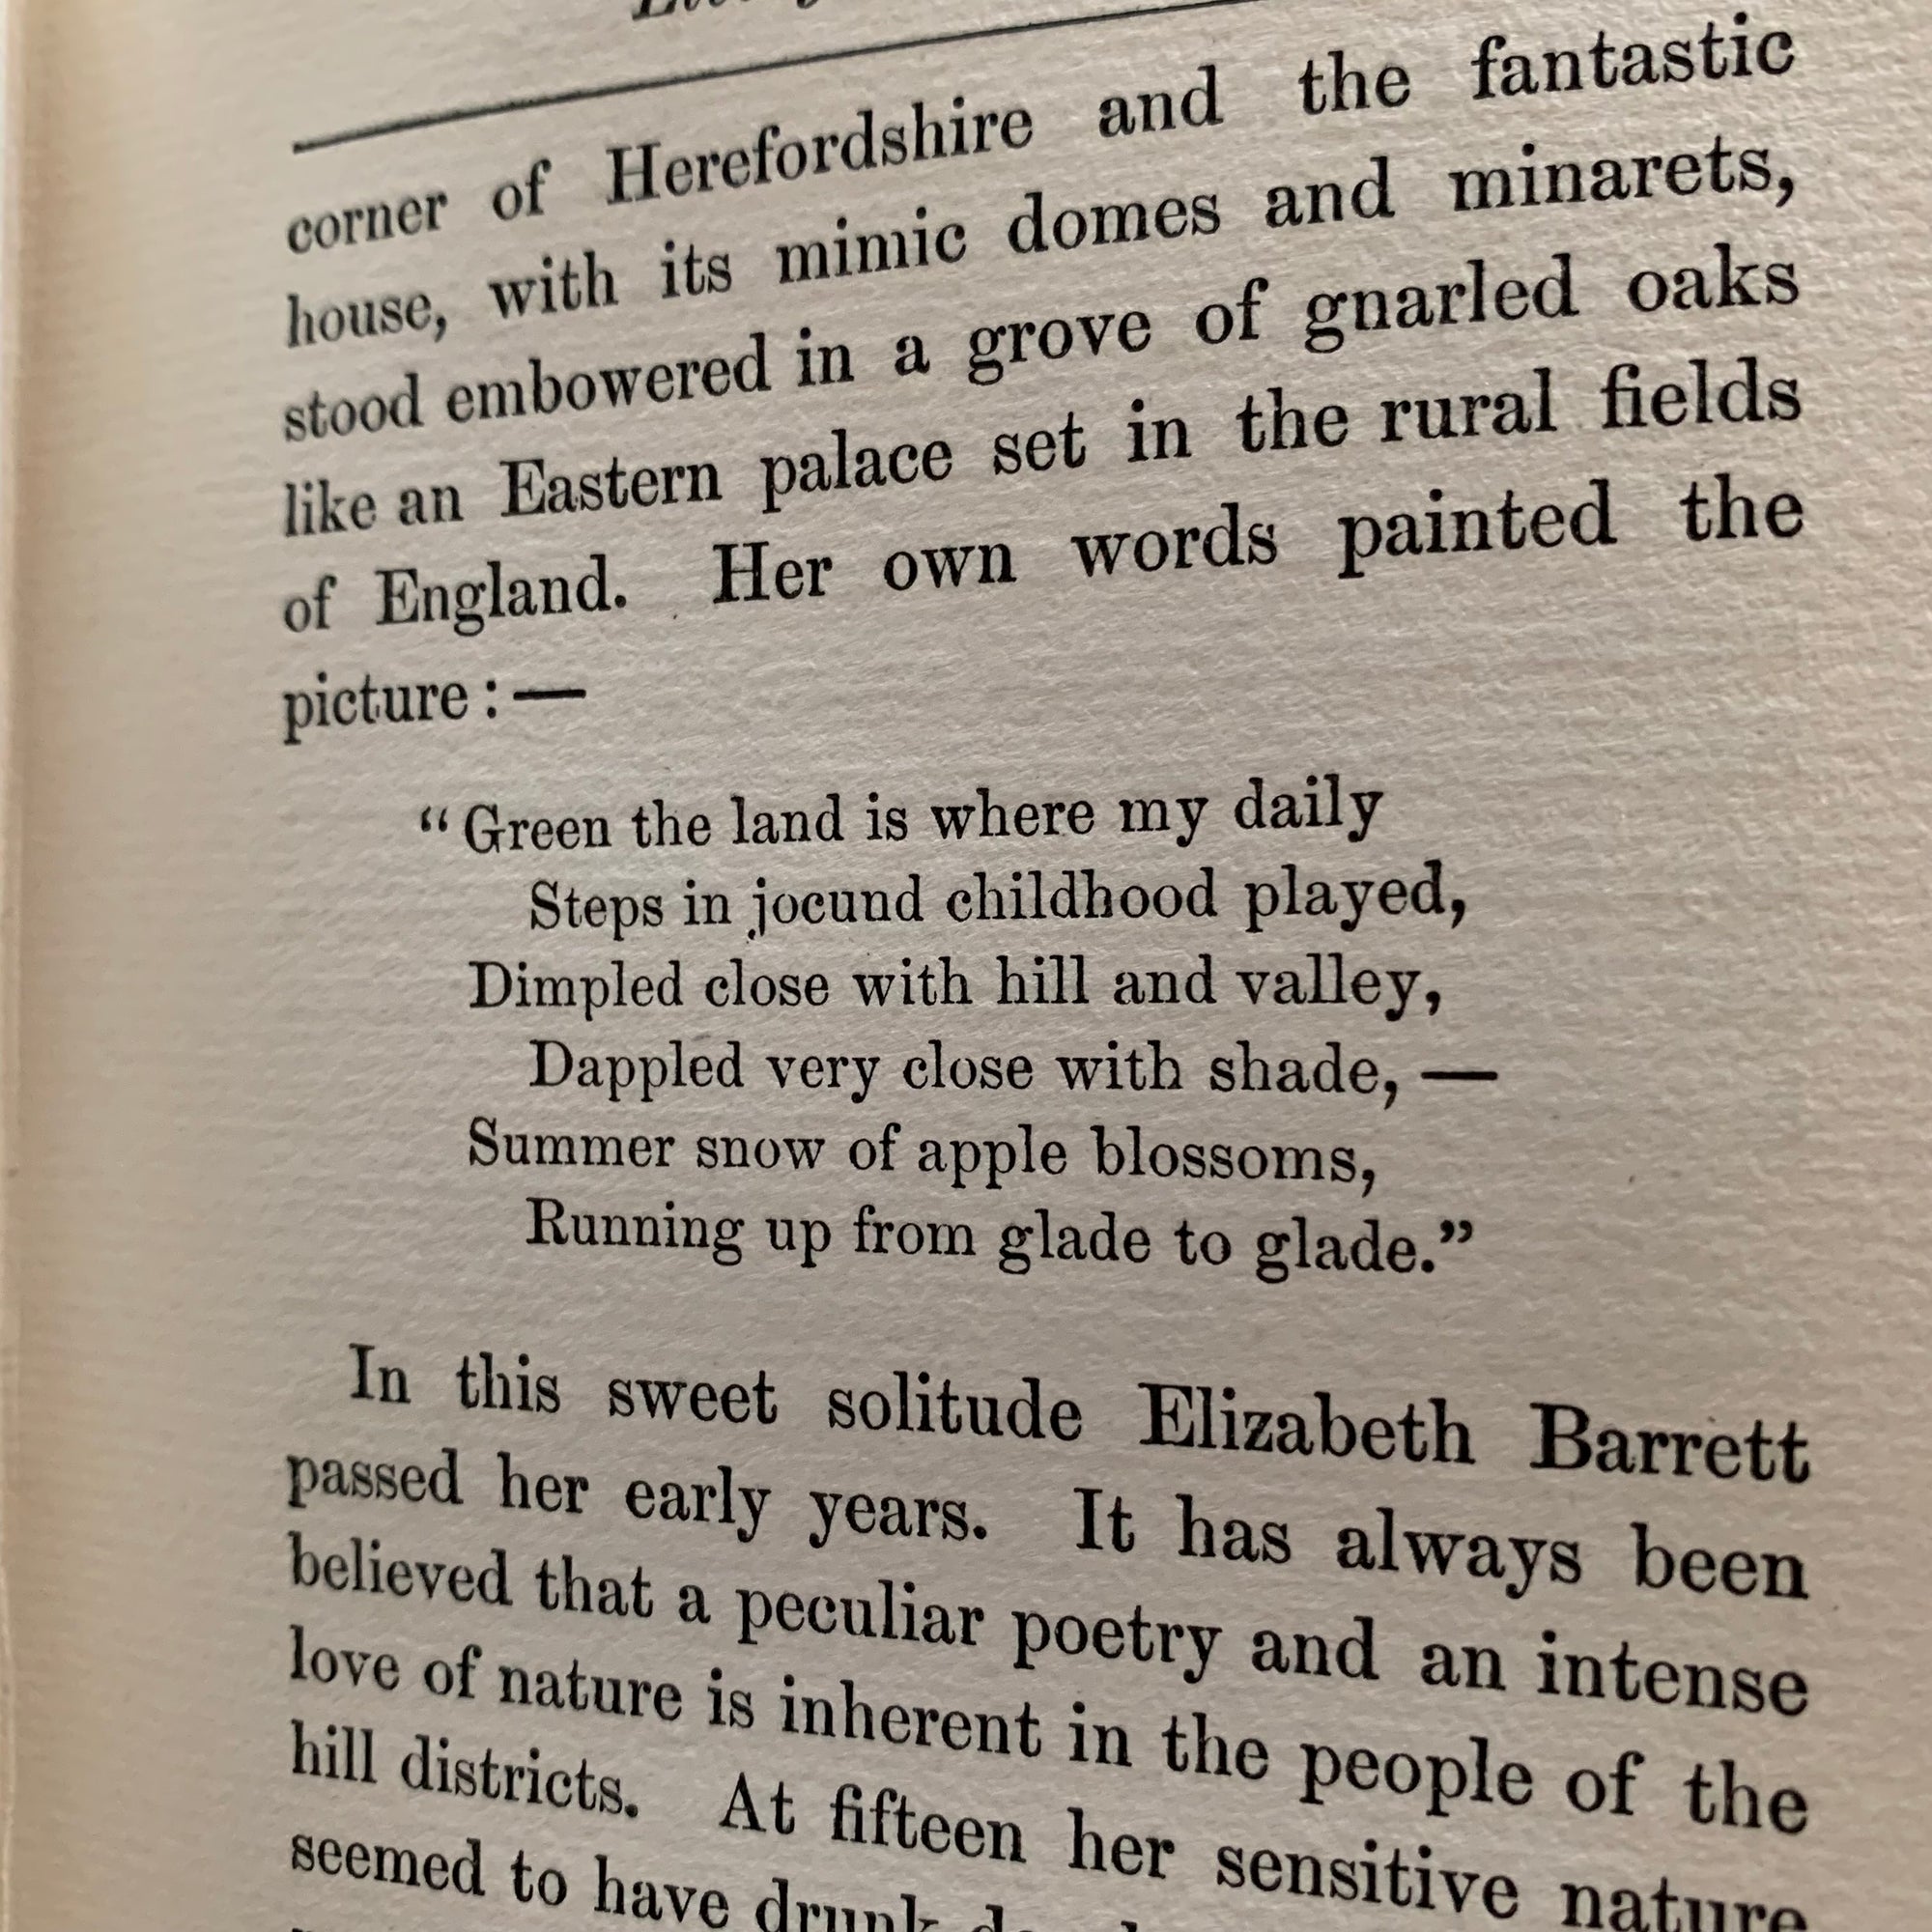 corner of Herefordshire and the fantastic
house, with its mimic domes and minarets,
stood embowered in a grove of gnarled oaks
like an Eastern palace set in the rural fields
of England. Her own words painted the
picture :—
“Green the land is where my daily
Steps in jocund childhood played,
Dimpled close with hill and valley,
Dappled very close with shade, —
Summer snow of apple blossoms,
Running up from glade to glade.”
In this sweet solitude Elizabeth Barrett
passed her early years. It has always been
believed that a peculiar poetry and an intense
love of nature is inherent in the people of the
hill districts. At fifteen her sensitive nature
seemed to have drunk